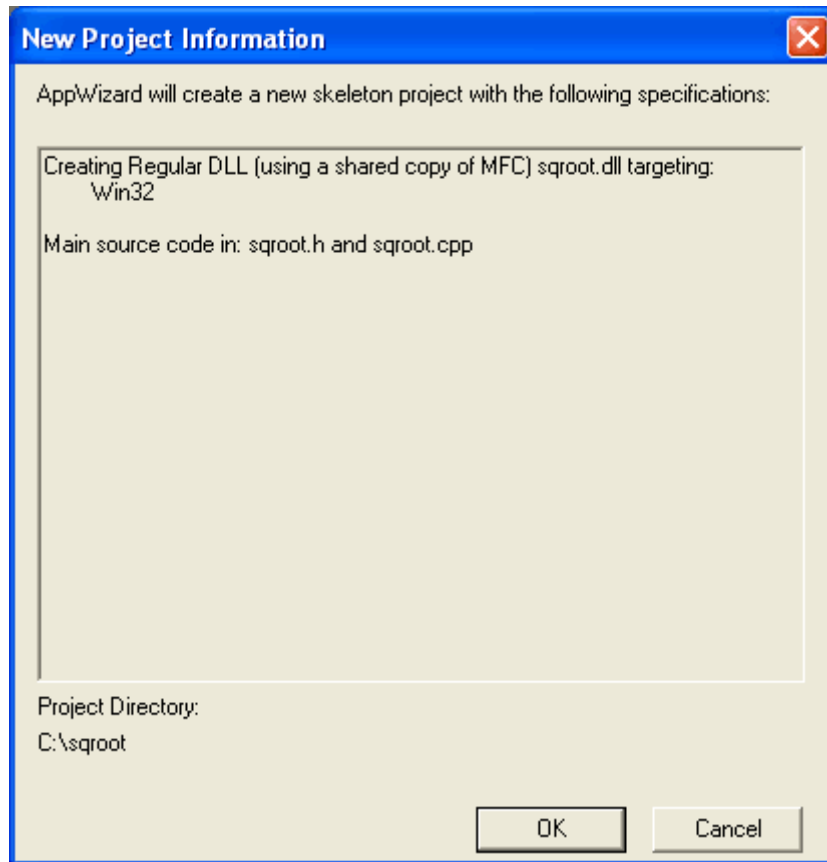 New Project Information
AppWizard will create a new skeleton project with the following specifications:
Creating Regular DLL (using a shared copy of MFC) sqroot.dll targeting:
Win32
Main source code in: sqroot.h and sqroot.cpp
Project Directory:
C:\sqroot
OK Cancel